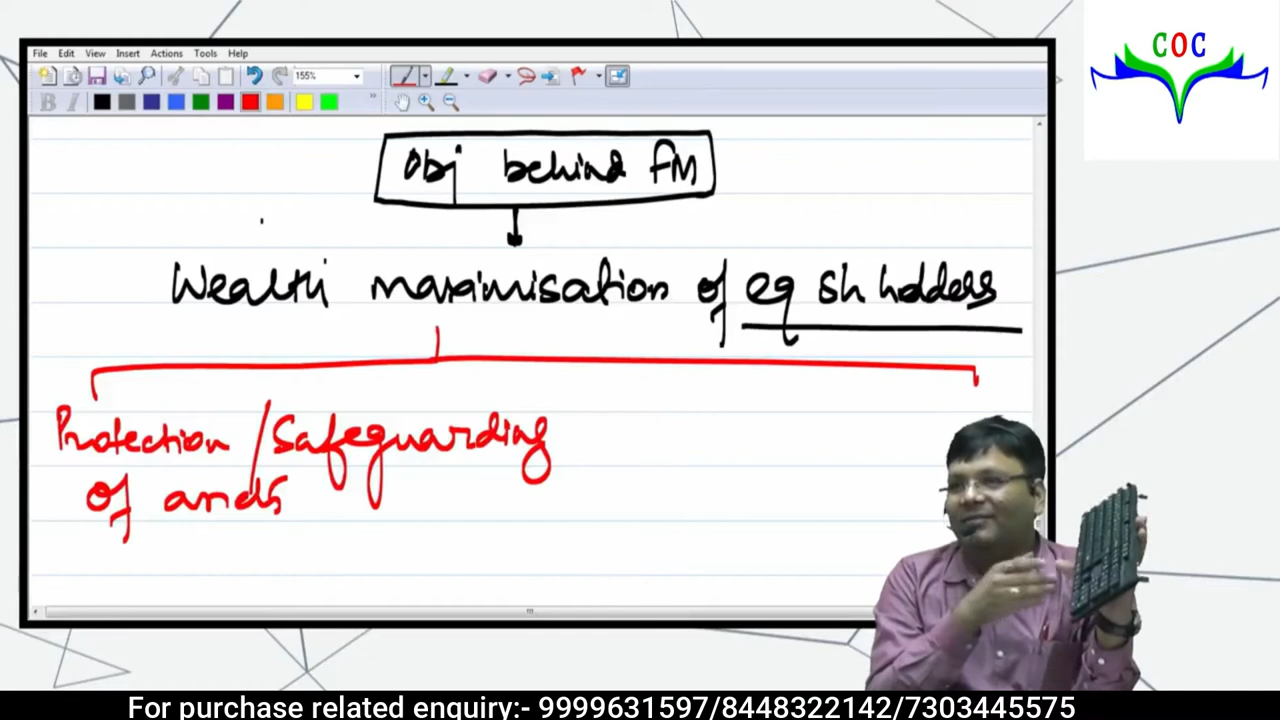 COC
File Edit View Insert Actions Tools Help
155%
B I
Obj behind FM
Wealth maximisation of eq sh holders
Protection / Safeguarding
of assets
For purchase related enquiry:- 9999631597/8448322142/7303445575